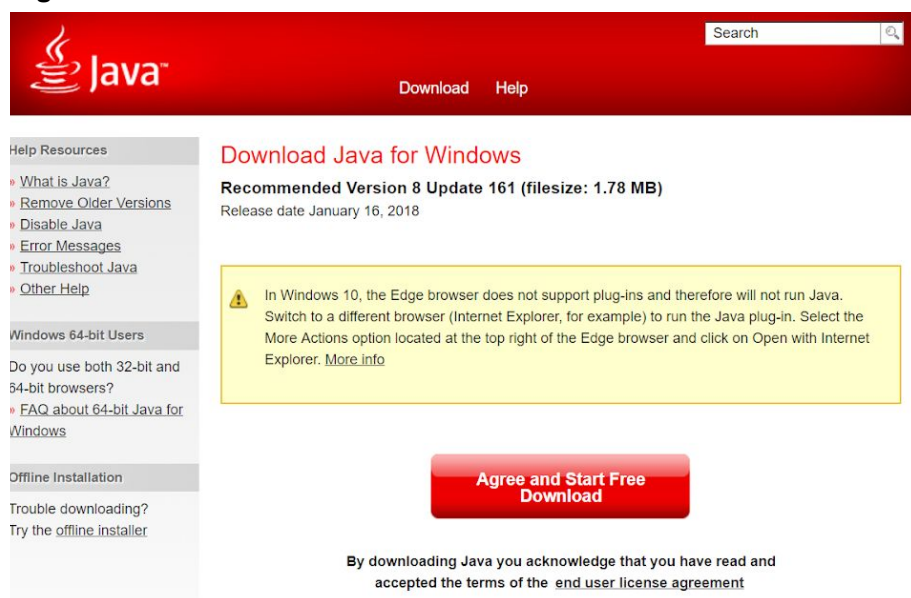 Search
Java™
Download Help
Help Resources
» What is Java?
» Remove Older Versions
» Disable Java
» Error Messages
» Troubleshoot Java
» Other Help
Windows 64-bit Users
Do you use both 32-bit and
64-bit browsers?
» FAQ about 64-bit Java for
Windows
Offline Installation
Trouble downloading?
Try the offline installer
Download Java for Windows
Recommended Version 8 Update 161 (filesize: 1.78 MB)
Release date January 16, 2018
In Windows 10, the Edge browser does not support plug-ins and therefore will not run Java.
Switch to a different browser (Internet Explorer, for example) to run the Java plug-in. Select the
More Actions option located at the top right of the Edge browser and click on Open with Internet
Explorer. More info
Agree and Start Free
Download
By downloading Java you acknowledge that you have read and
accepted the terms of the end user license agreement